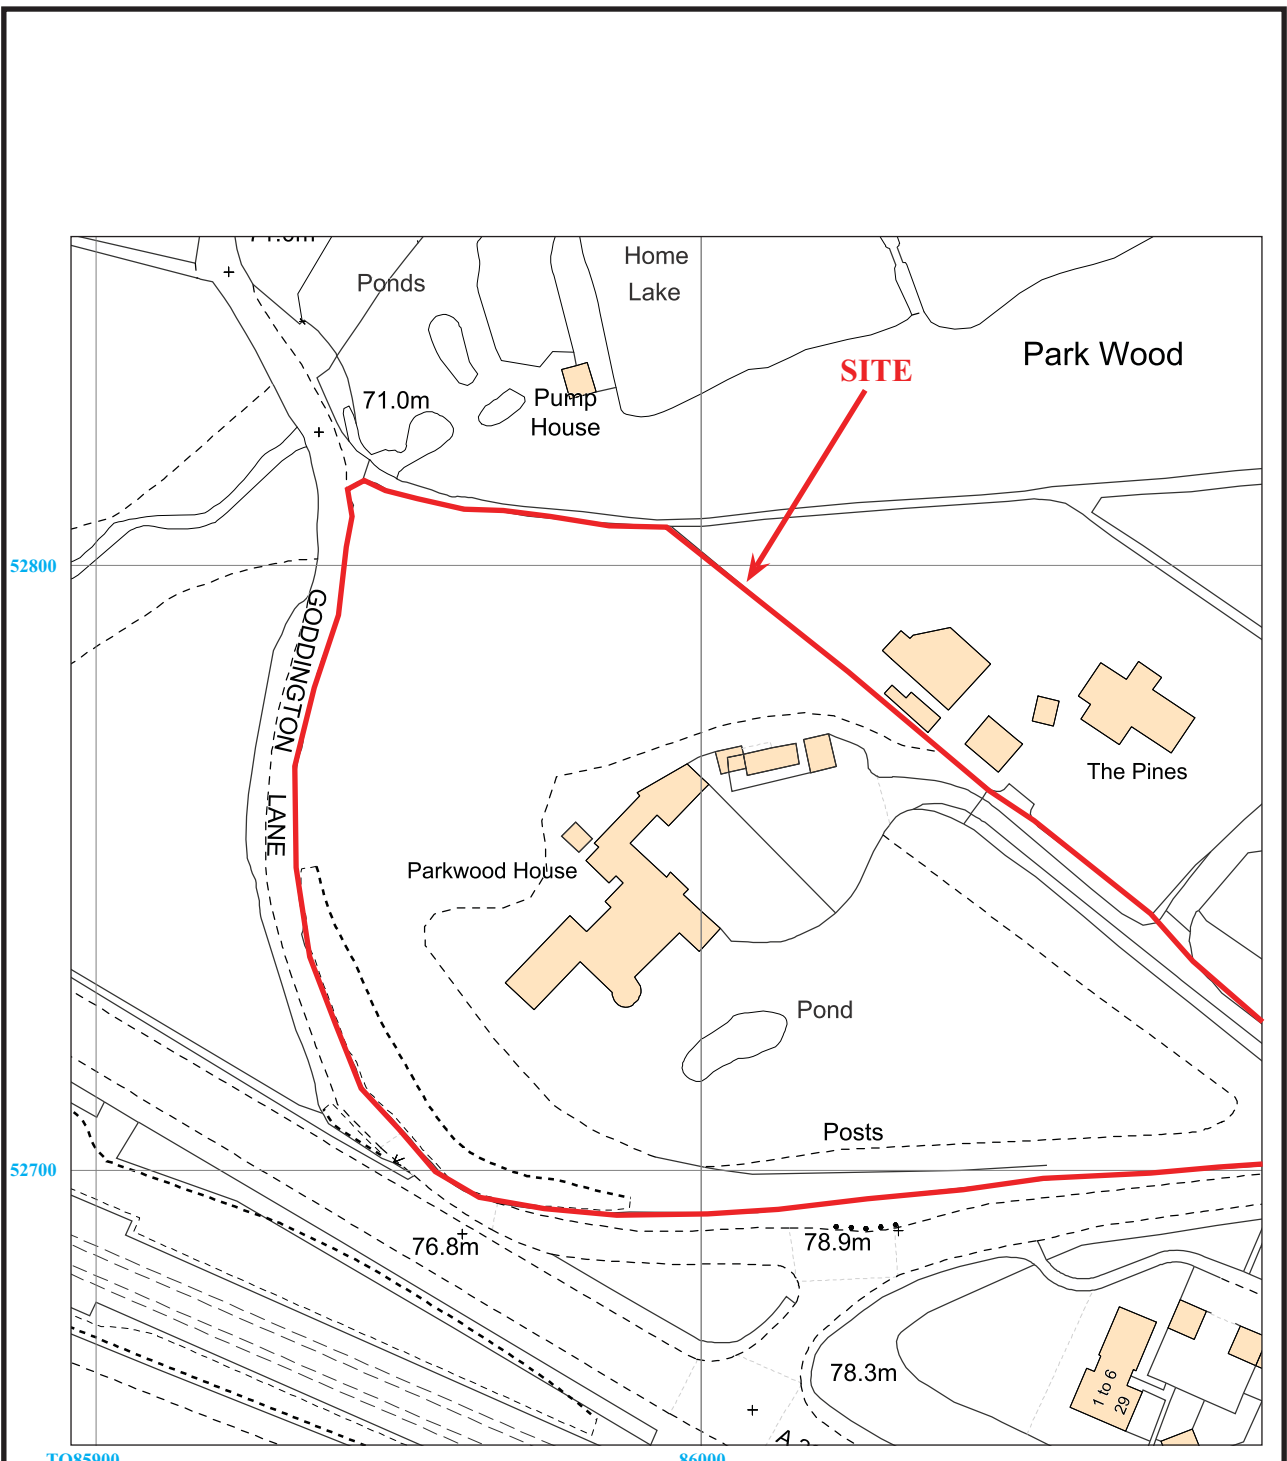 Ponds
Home
Lake
Park Wood
SITE
71.0m
Pump
House
52800
GODDINGTON LANE
The Pines
Parkwood House
Pond
Posts
52700
76.8m
78.9m
78.3m
1 to 6
29
TQ85900
86000